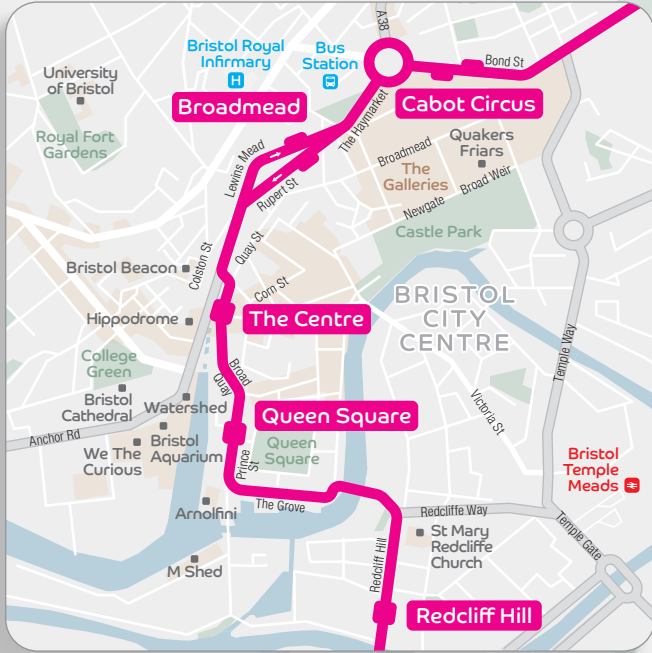 A38
Bristol Royal
Infirmary
H
Bus
Station
Bond St
University
of Bristol
Broadmead
Cabot Circus
The Haymarket
Royal Fort
Gardens
Lewins Mead
Broadmead
Quakers
Friars
The
Galleries
Rupert St
Broad Weir
Newgate
Castle Park
Quay St
Colston St
Bristol Beacon
Corn St
BRISTOL
CITY
CENTRE
Hippodrome
The Centre
Temple Way
College
Green
Broad
Quay
Bristol
Cathedral
Watershed
Victoria St
Queen Square
Anchor Rd
We The
Curious
Bristol
Aquarium
Prince
St
Queen
Square
Bristol
Temple
Meads
Arnolfini
The Grove
Redcliffe Way
Temple Gate
St Mary
Redcliffe
Church
M Shed
Redcliff Hill
Redcliff Hill